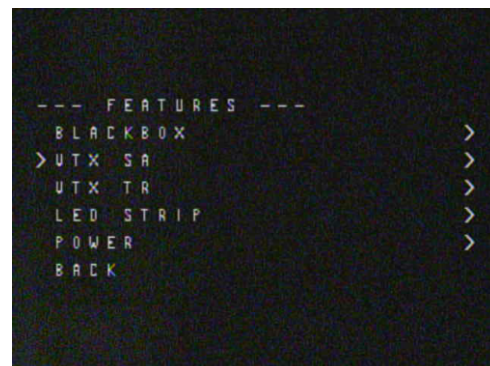 --- FEATURES ---
BLACKBOX >
>VTX SA >
VTX TR >
LED STRIP >
POWER >
BACK